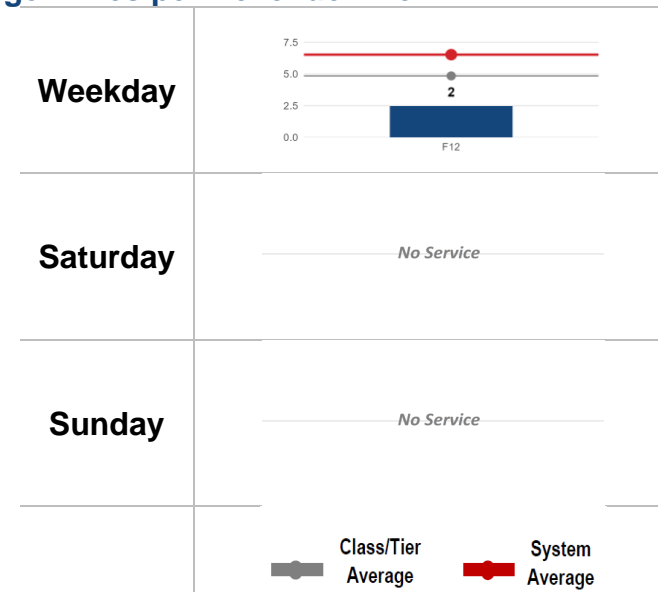 Weekday
7.5
5.0
2.5
0.0
2
F12
Saturday
No Service
Sunday
No Service
Class/Tier
Average
System
Average